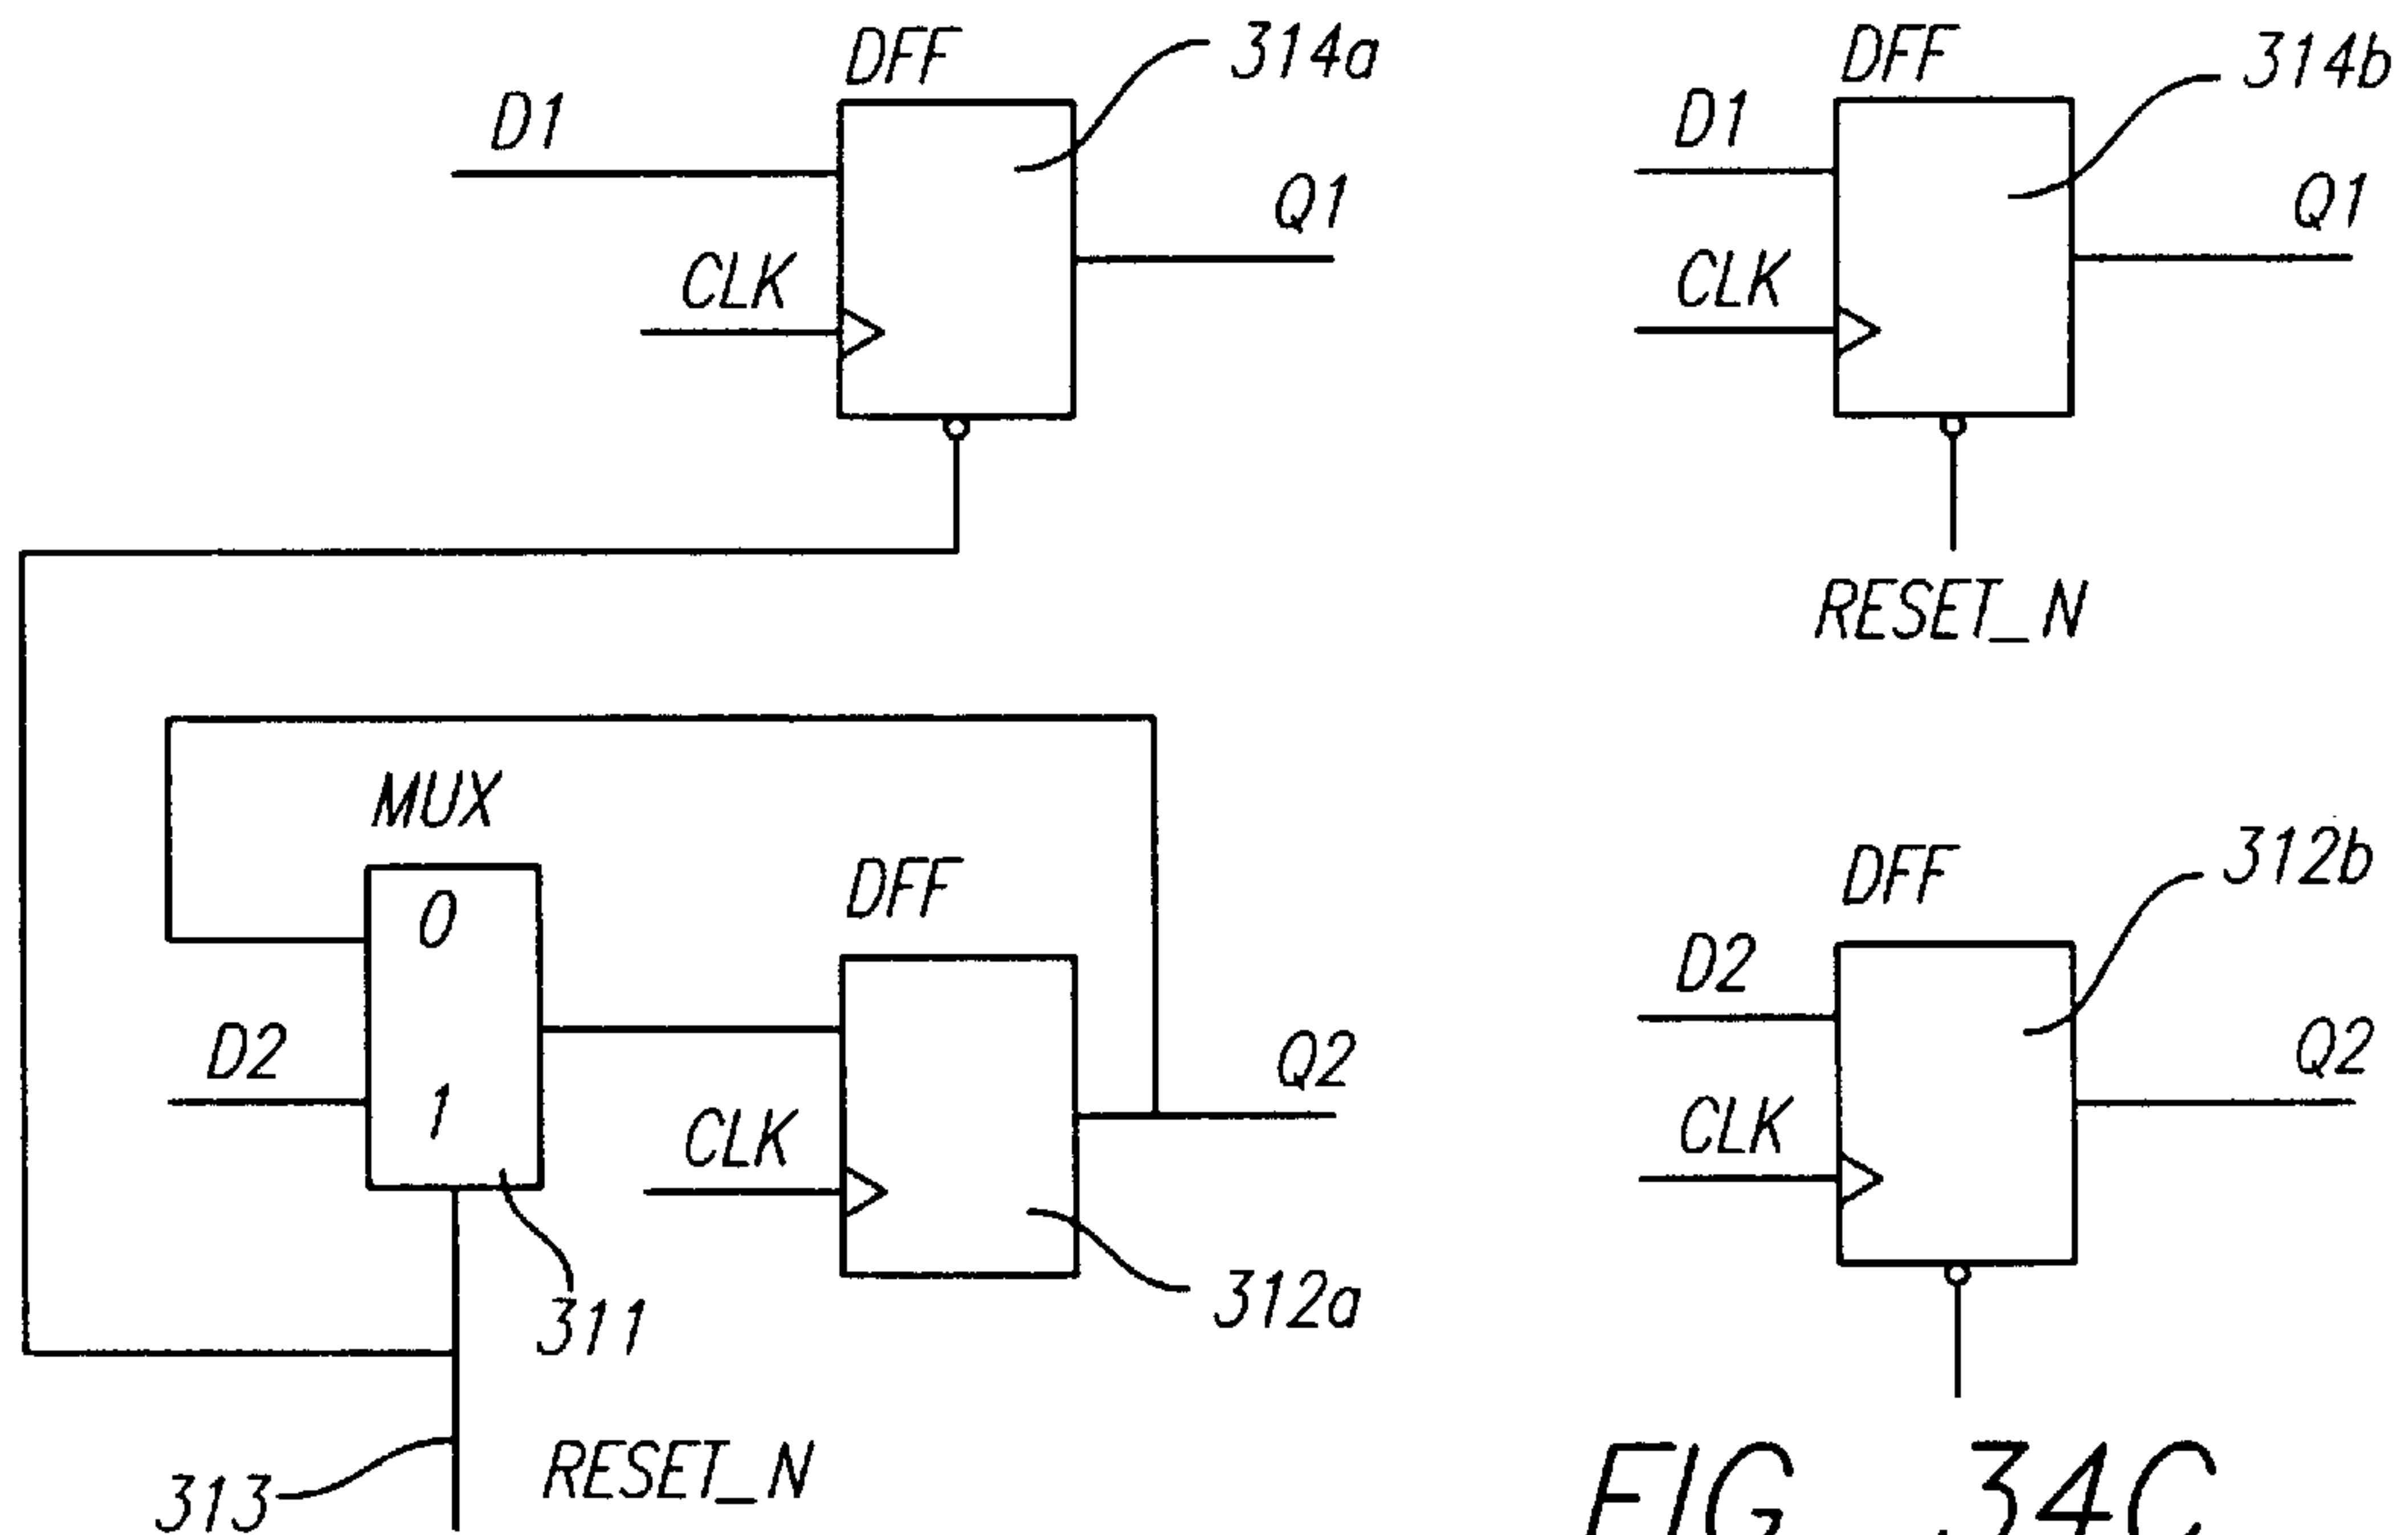 DFF
314a
D1
CLK
Q1
MUX
0
1
D2
DFF
CLK
Q2
311
312a
313
RESET_N
DFF
314b
D1
CLK
Q1
RESET_N
DFF
312b
D2
CLK
Q2
FIG. 34C